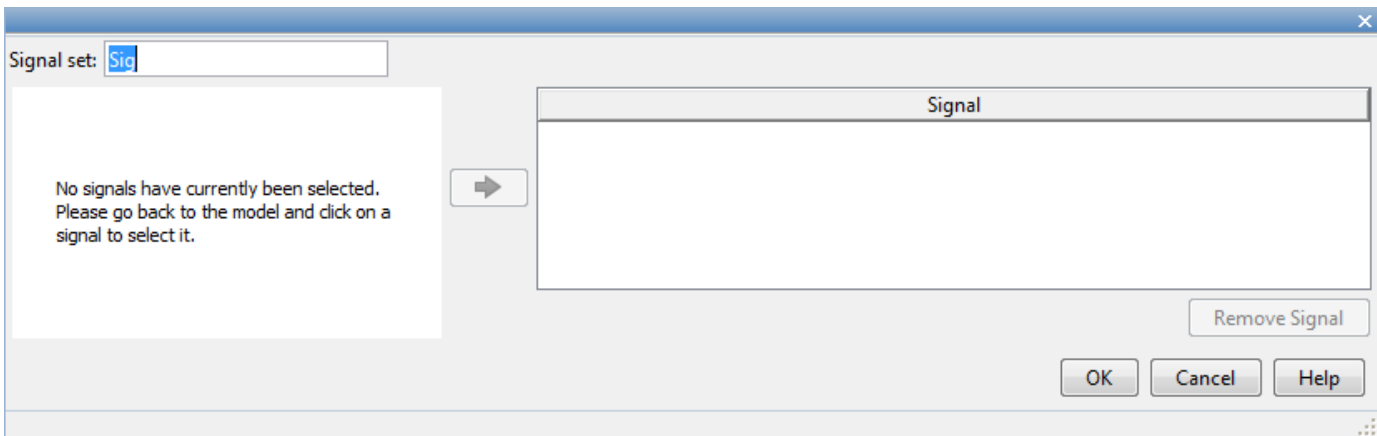 Signal set: Sig
Signal
No signals have currently been selected.
Please go back to the model and click on a
signal to select it.
Remove Signal
OK Cancel Help